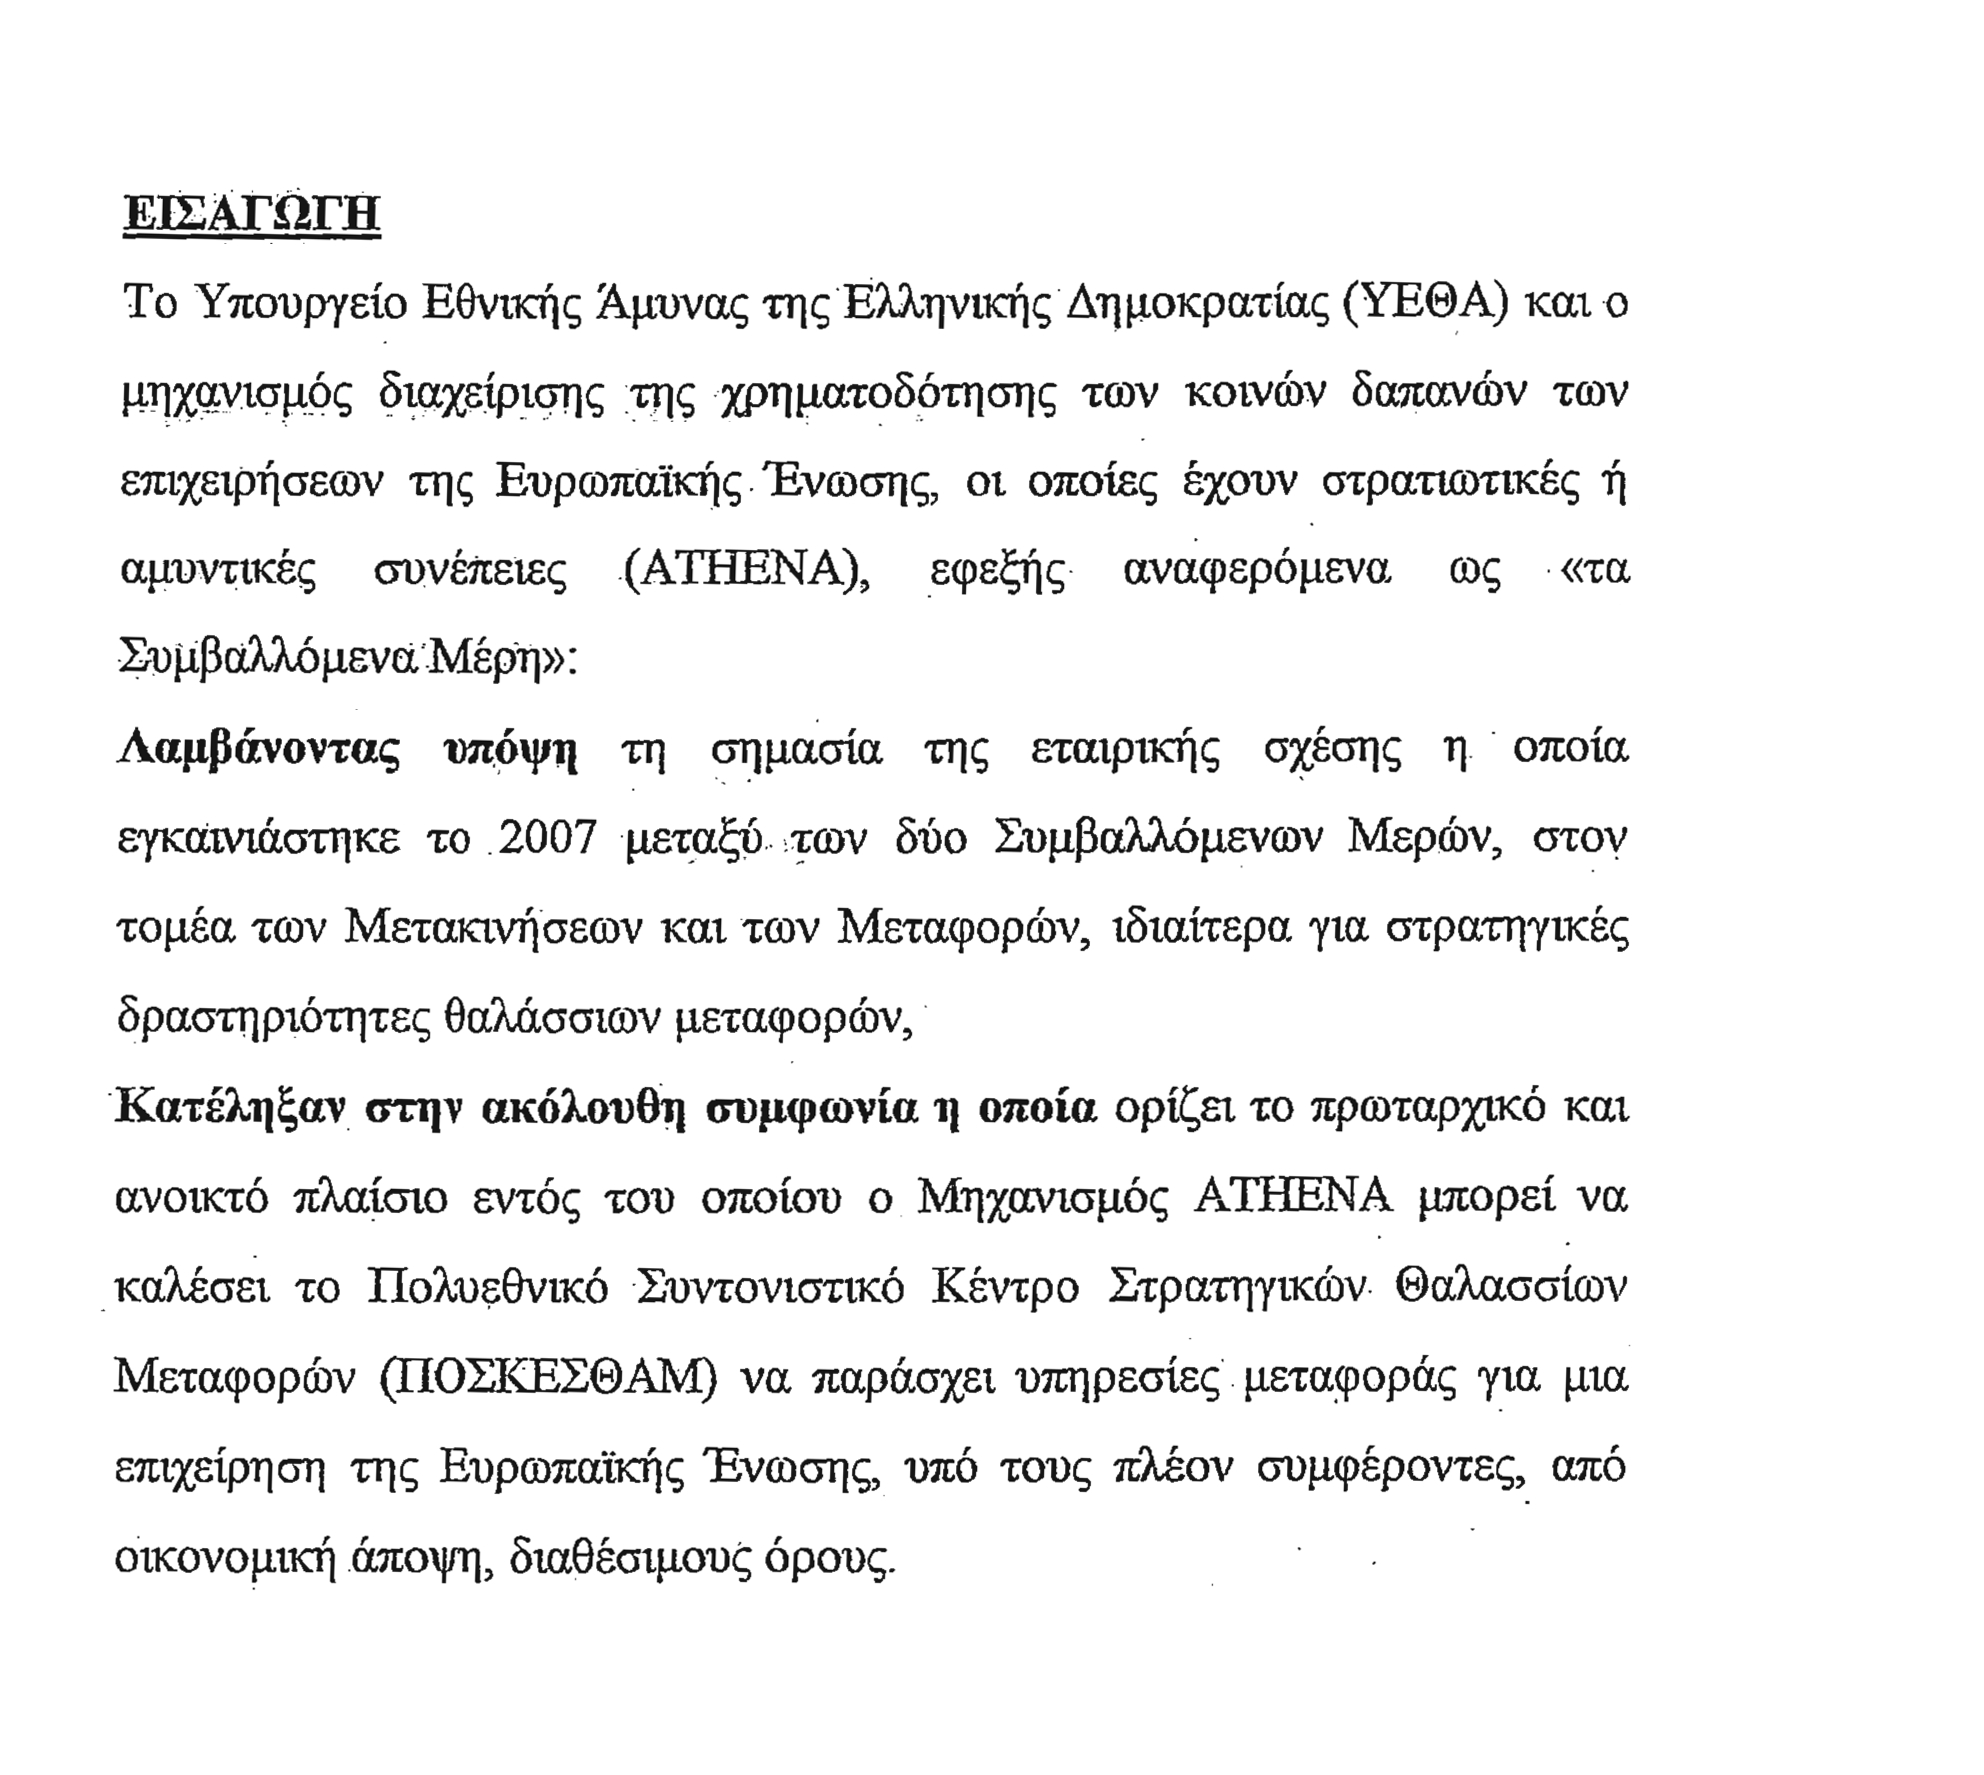 ΕΙΣΑΓΩΓΗ
Το Υπουργείο Εθνικής Άμυνας της Ελληνικής Δημοκρατίας (ΥΕΘΑ) και ο
μηχανισμός διαχείρισης της χρηματοδότησης των κοινών δαπανών των
επιχειρήσεων της Ευρωπαϊκής Ένωσης, οι οποίες έχουν στρατιωτικές ή
αμυντικές συνέπειες (ATHENA), εφεξής αναφερόμενα ως «τα
Συμβαλλόμενα Μέρη»:
Λαμβάνοντας υπόψη τη σημασία της εταιρικής σχέσης η οποία
εγκαινιάστηκε το 2007 μεταξύ των δύο Συμβαλλόμενων Μερών, στον
τομέα των Μετακινήσεων και των Μεταφορών, ιδιαίτερα για στρατηγικές
δραστηριότητες θαλάσσιων μεταφορών,
Κατέληξαν στην ακόλουθη συμφωνία η οποία ορίζει το πρωταρχικό και
ανοικτό πλαίσιο εντός του οποίου ο Μηχανισμός ATHENA μπορεί να
καλέσει το Πολυεθνικό Συντονιστικό Κέντρο Στρατηγικών Θαλασσίων
Μεταφορών (ΠΟΣΚΕΣΘΑΜ) να παράσχει υπηρεσίες μεταφοράς για μια
επιχείρηση της Ευρωπαϊκής Ένωσης, υπό τους πλέον συμφέροντες, από
οικονομική άποψη, διαθέσιμους όρους.